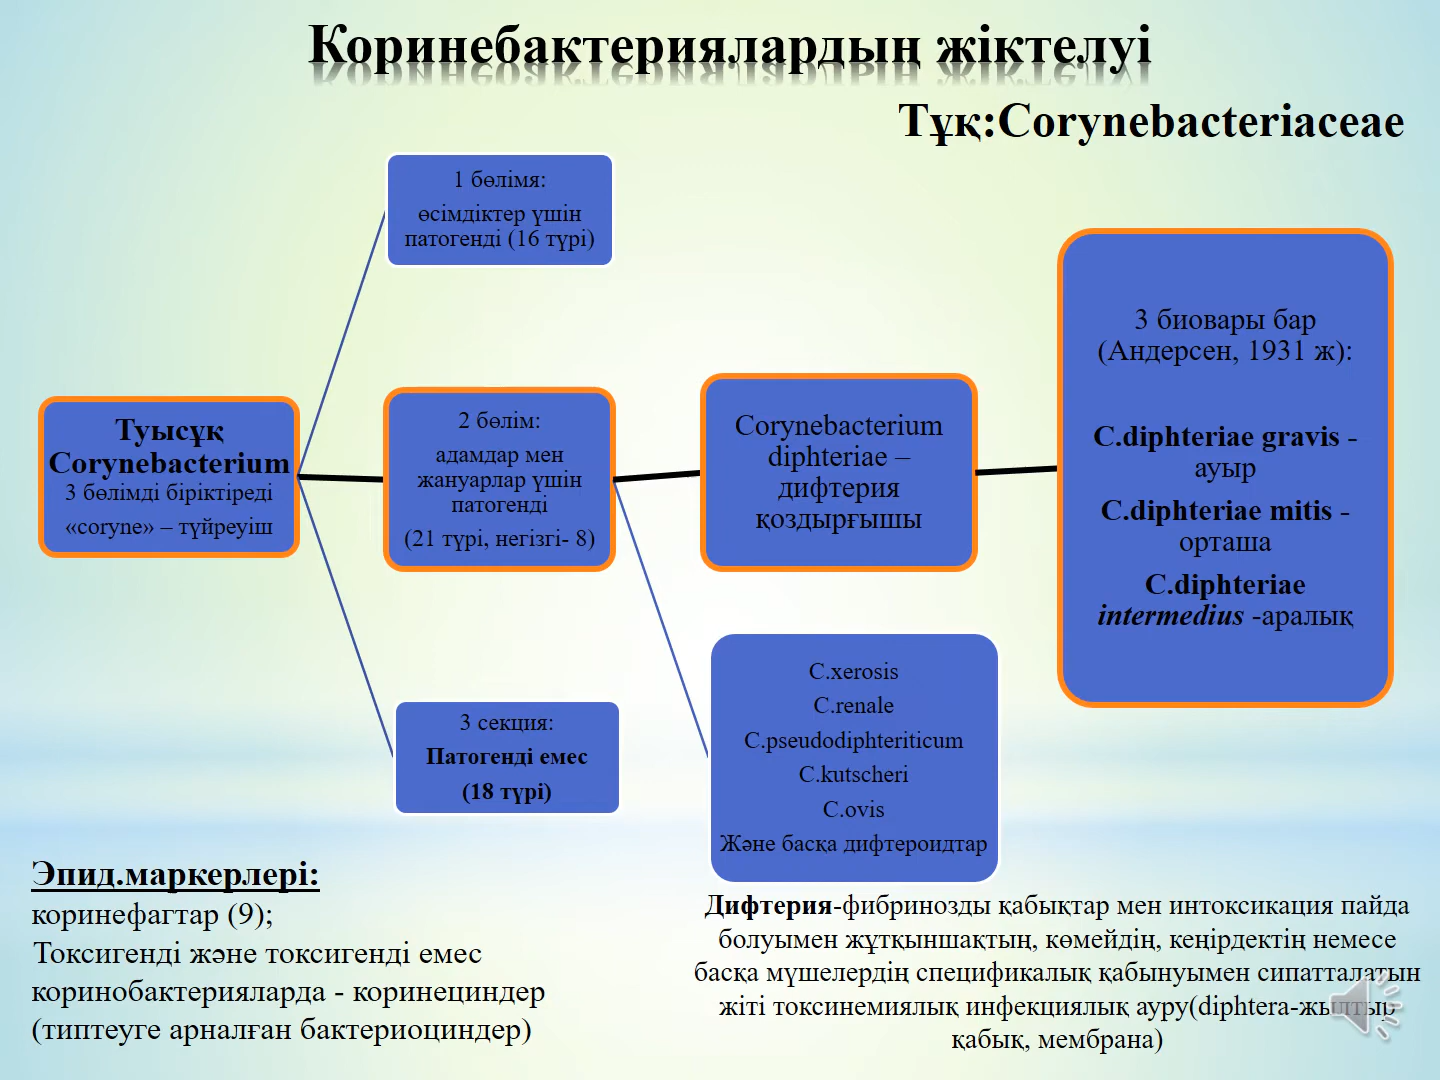 Коринебактериялардың жіктелуі
Тұқ:Corynebacteriaceae
1 бөлімя:
өсімдіктер үшін
патогенді (16 түрі)
Туысұқ
Corynebacterium
3 бөлімді біріктіреді
«coryne» – түйреуіш
2 бөлім:
адамдар мен
жануарлар үшін
патогенді
(21 түрі, негізгі- 8)
3 секция:
Патогенді емес
(18 түрі)
Corynebacterium
diphteriae –
дифтерия
қоздырғышы
C.xerosis
C.renale
C.pseudodiphteriticum
C.kutscheri
C.ovis
Және басқа дифтероидтар
3 биовары бар
(Андерсен, 1931 ж):
C.diphteriae gravis -
ауыр
C.diphteriae mitis -
орташа
C.diphteriae
intermedius -аралық
Эпид.маркерлері:
коринефагтар (9);
Токсигенді және токсигенді емес
коринобактерияларда - коринециндер
(типтеуге арналған бактериоциндер)
Дифтерия-фибринозды қабықтар мен интоксикация пайда
болуымен жұтқыншақтың, көмейдің, кеңірдектің немесе
басқа мүшелердің спецификалық қабынуымен сипатталатын
жіті токсинемиялық инфекциялық ауру(diphtera-жылтыр
қабық, мембрана)